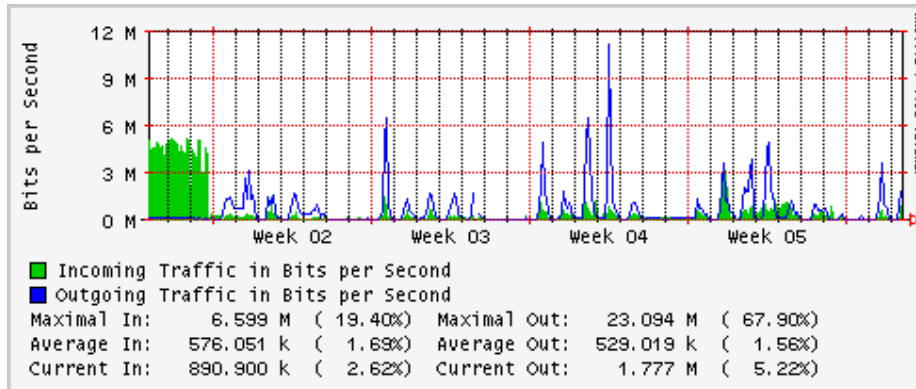 12 M
Bits per Second
9 M
6 M
3 M
0 M
Week 02 Week 03 Week 04 Week 05
Incoming Traffic in Bits per Second
Outgoing Traffic in Bits per Second
Maximal In: 6.599 M ( 19.40%) Maximal Out: 23.094 M ( 67.90%)
Average In: 576.051 k ( 1.69%) Average Out: 529.019 k ( 1.56%)
Current In: 890.900 k ( 2.62%) Current Out: 1.777 M ( 5.22%)